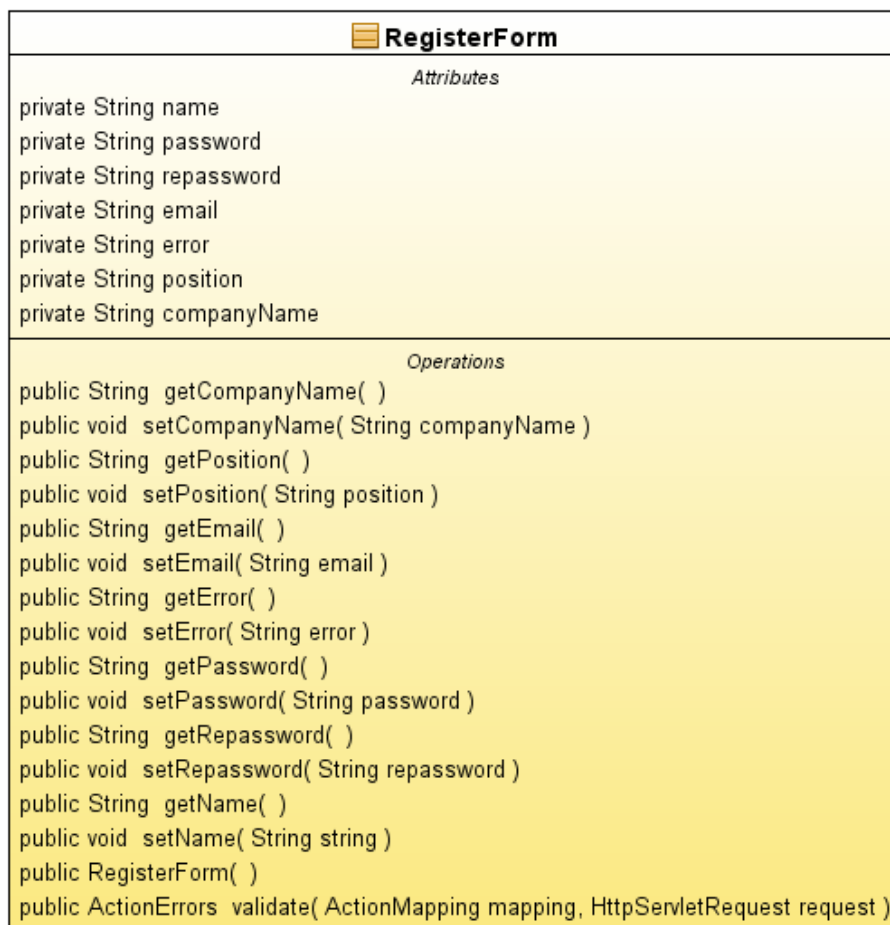 RegisterForm
Attributes
private String name
private String password
private String repassword
private String email
private String error
private String position
private String companyName
Operations
public String  getCompanyName(  )
public void  setCompanyName( String companyName )
public String  getPosition(  )
public void  setPosition( String position )
public String  getEmail(  )
public void  setEmail( String email )
public String  getError(  )
public void  setError( String error )
public String  getPassword(  )
public void  setPassword( String password )
public String  getRepassword(  )
public void  setRepassword( String repassword )
public String  getName(  )
public void  setName( String string )
public RegisterForm(  )
public ActionErrors  validate( ActionMapping mapping, HttpServletRequest request )